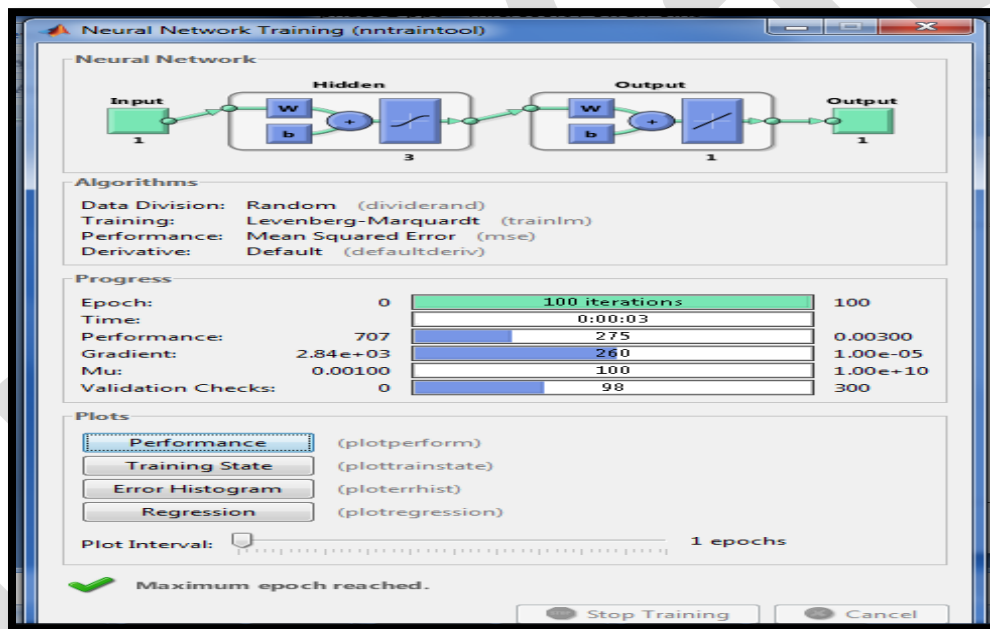 Neural Network Training (nntraintool)
Neural Network
Hidden
Output
Input
Output
W
W
+
+
b
b
1
1
3
1
Algorithms
Data Division: Random (dividerand)
Training: Levenberg-Marquardt (trainlm)
Performance: Mean Squared Error (mse)
Derivative: Default (defaultderiv)
Progress
Epoch: 0 100 iterations 100
Time: 0:00:03
Performance: 707 275 0.00300
Gradient: 2.84e+03 260 1.00e-05
Mu: 0.00100 100 1.00e+10
Validation Checks: 0 98 300
Plots
Performance (plotperform)
Training State (plottrainstate)
Error Histogram (ploterrhist)
Regression (plotregression)
Plot Interval: 1 epochs
Maximum epoch reached.
Stop Training Cancel